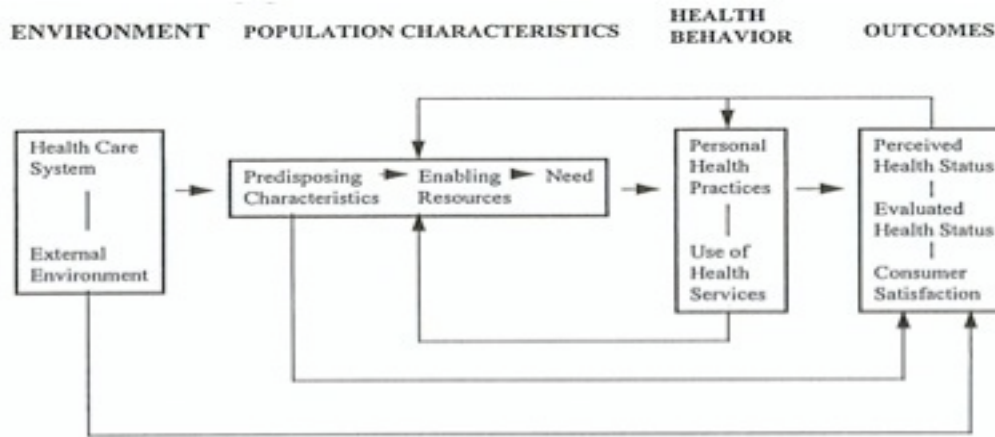 ENVIRONMENT
POPULATION CHARACTERISTICS
HEALTH
BEHAVIOR
OUTCOMES
Health Care
System
External
Environment
Predisposing
Characteristics
Enabling
Resources
Need
Personal
Health
Practices
Use of
Health
Services
Perceived
Health Status
Evaluated
Health Status
Consumer
Satisfaction